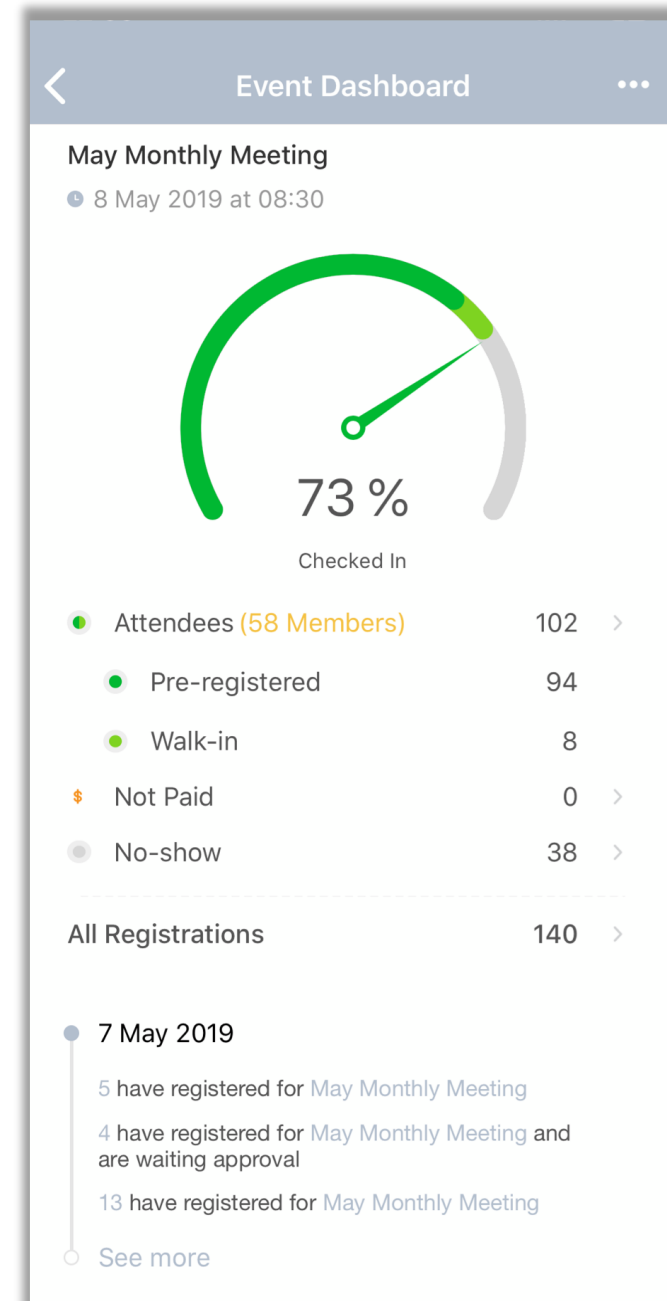 Event Dashboard
May Monthly Meeting
8 May 2019 at 08:30
73 %
Checked In
Attendees (58 Members) 102
Pre-registered 94
Walk-in 8
$ Not Paid 0
No-show 38
All Registrations 140
7 May 2019
5 have registered for May Monthly Meeting
4 have registered for May Monthly Meeting and
are waiting approval
13 have registered for May Monthly Meeting
See more